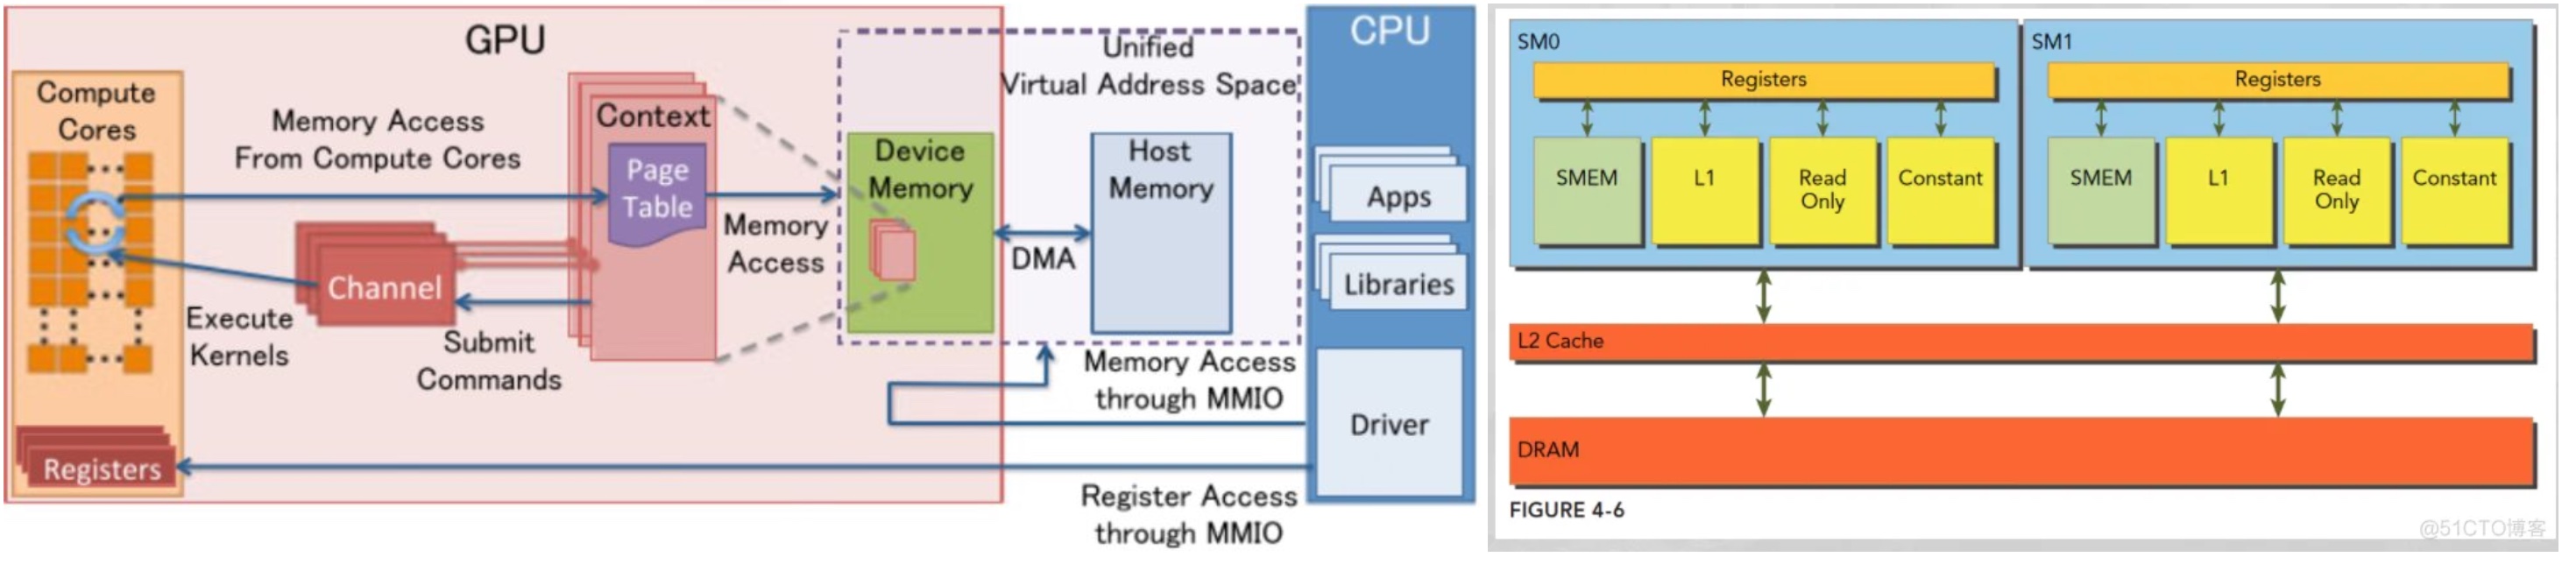 GPU
Compute
Cores
Memory Access
From Compute Cores
Context
Page
Table
Channel
Execute
Kernels
Submit
Commands
Registers
Memory
Access
Unified
Virtual Address Space
Device
Memory
Host
Memory
DMA
Memory Access
through MMIO
Register Access
through MMIO
CPU
Apps
Libraries
Driver
SM0
Registers
SMEM
L1
Read
Only
Constant
SM1
Registers
SMEM
L1
Read
Only
Constant
L2 Cache
DRAM
FIGURE 4-6
@51CTO博客